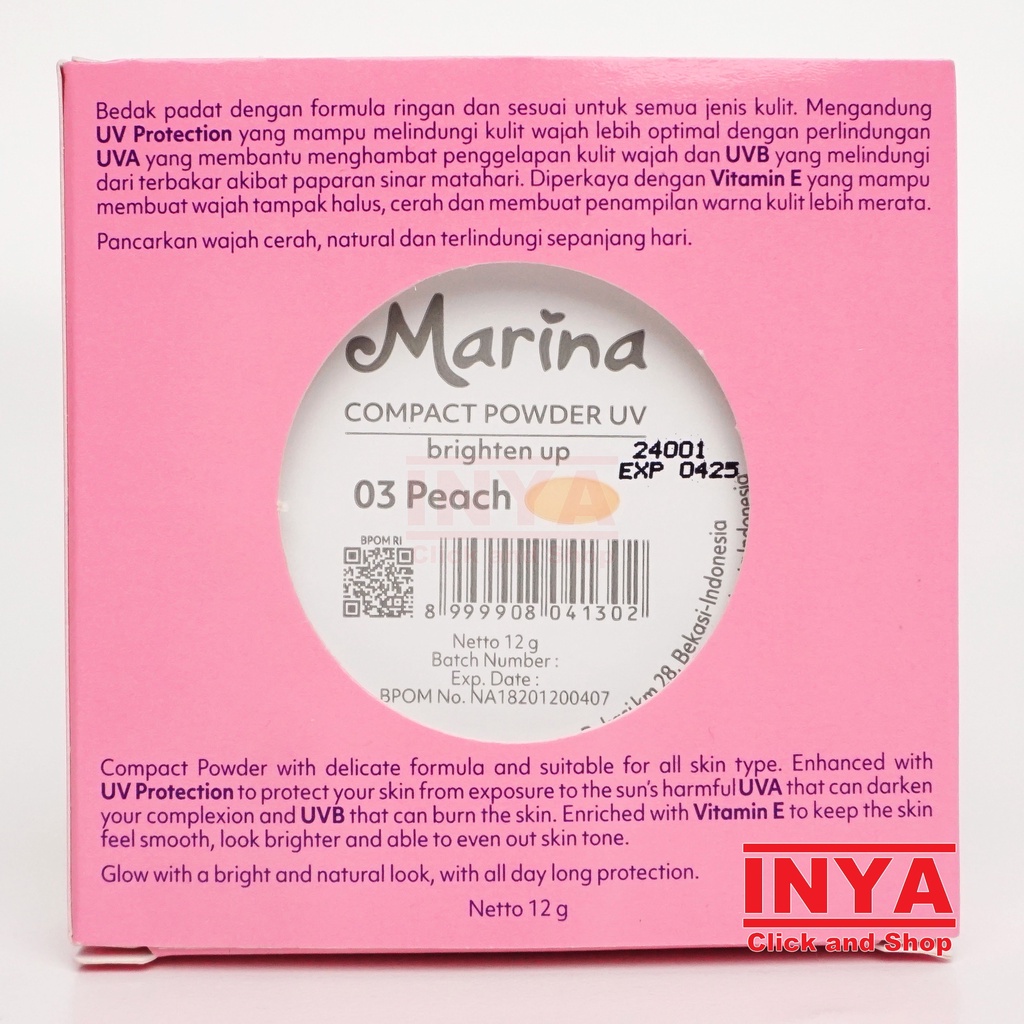 Bedak padat dengan formula ringan dan sesuai untuk semua jenis kulit. Mengandung
UV Protection yang mampu melindungi kulit wajah lebih optimal dengan perlindungan
UVA yang membantu menghambat penggelapan kulit wajah dan UVB yang melindungi
dari terbakar akibat paparan sinar matahari. Diperkaya dengan Vitamin E yang mampu
membuat wajah tampak halus, cerah dan membuat penampilan warna kulit lebih merata.
Pancarkan wajah cerah, natural dan terlindungi sepanjang hari.
Marina
COMPACT POWDER UV
brighten up
24001
EXP 0425
03 Peach
INYA
Click and Shop
BPOM RI
8 999908 041302
Netto 12 g
Batch Number :
Exp. Date :
BPOM No. NA18201200407
km 28, Bekasi-Indonesia
Indonesia
Compact Powder with delicate formula and suitable for all skin type. Enhanced with
UV Protection to protect your skin from exposure to the sun's harmful UVA that can darken
your complexion and UVB that can burn the skin. Enriched with Vitamin E to keep the skin
feel smooth, look brighter and able to even out skin tone.
Glow with a bright and natural look, with all day long protection.
Netto 12 g
INYA
Click and Shop